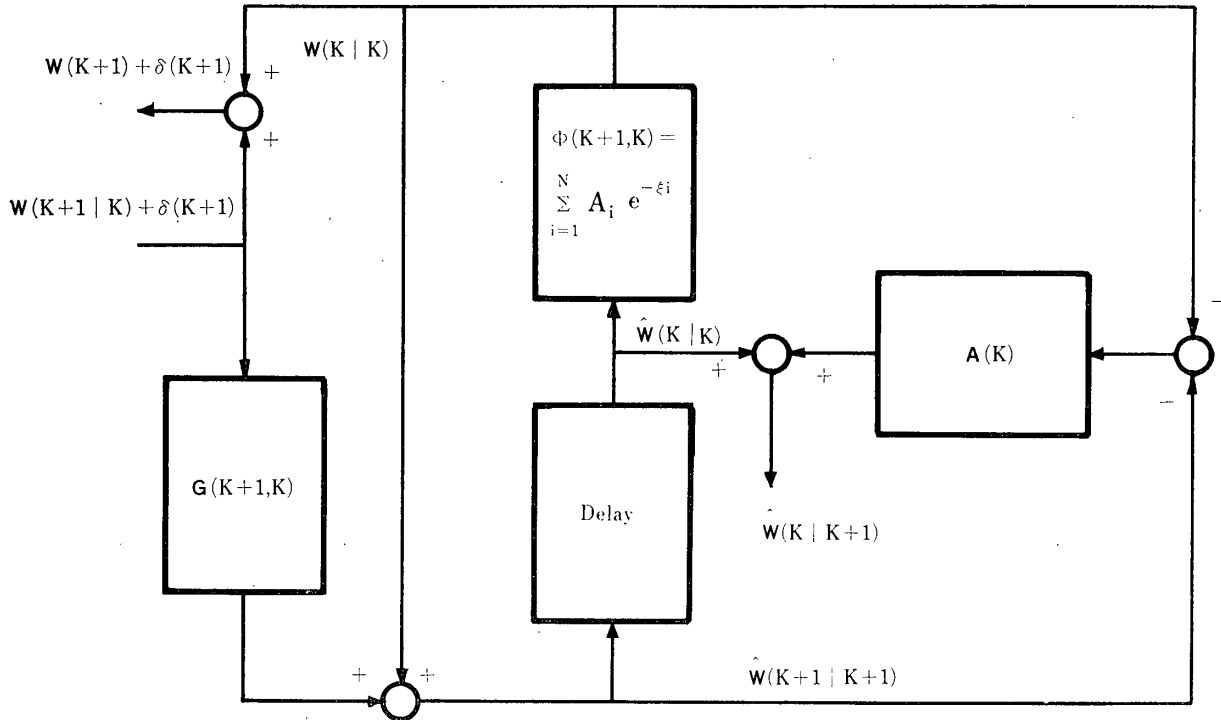 W(K | K)
W(K+1) + δ(K+1)
+
+
W(K+1 | K) + δ(K+1)
Φ(K+1,K) =
N
Σ A_i e^{-ξi}
i=1
−
Ŵ(K | K)
A(K)
+
+
−
G(K+1,K)
Delay
Ŵ(K | K+1)
+
+
Ŵ(K+1 | K+1)